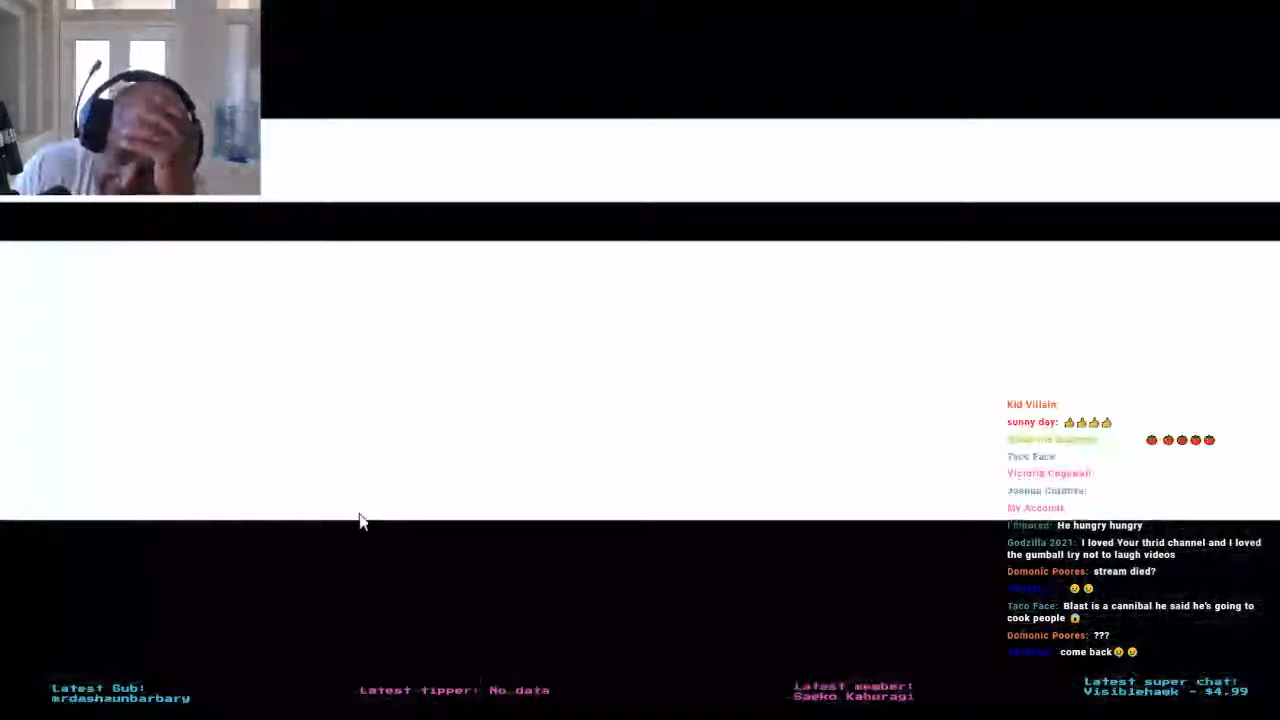 Kid Villain:
sunny day: 👍👍👍👍
🍅 🍅🍅🍅🍅
Taco Face
My Account
I'm bored: He hungry hungry
Godzilla 2021: I loved Your thrid channel and I loved
the gumball try not to laugh videos
Domonic Poores: stream died?
😢 😢
Taco Face: Blast is a cannibal he said he's going to
cook people 😱
Domonic Poores: ???
come back😢 😢
Latest Sub:
mrdashaunbarbary
Latest tipper: No data
Latest member:
Saeko Kahuragi
Latest super chat:
Visiblehawk - $4.99